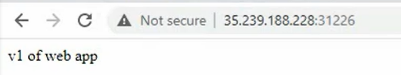 Not secure | 35.239.188.228:31226
v1 of web app